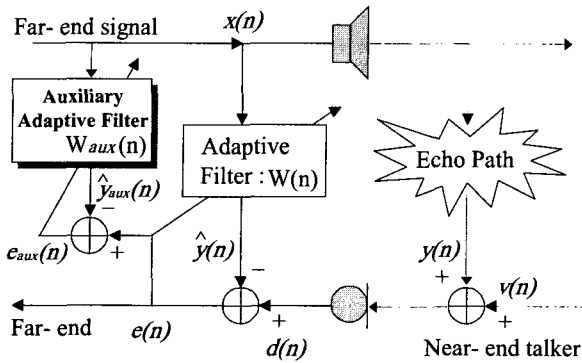 Far- end signal
x(n)
Auxiliary
Adaptive Filter
Waux(n)
Adaptive
Filter : W(n)
Echo Path
ŷaux(n)
−
+
eaux(n)
ŷ(n)
−
+
y(n)
+
v(n)
+
Far- end
e(n)
d(n)
Near- end talker